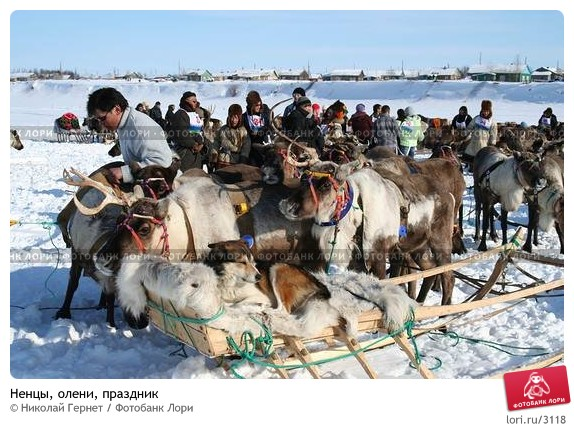 Ненцы, олени, праздник
© Николай Гернет / Фотобанк Лори
ФОТОБАНК ЛОРИ
lori.ru/3118